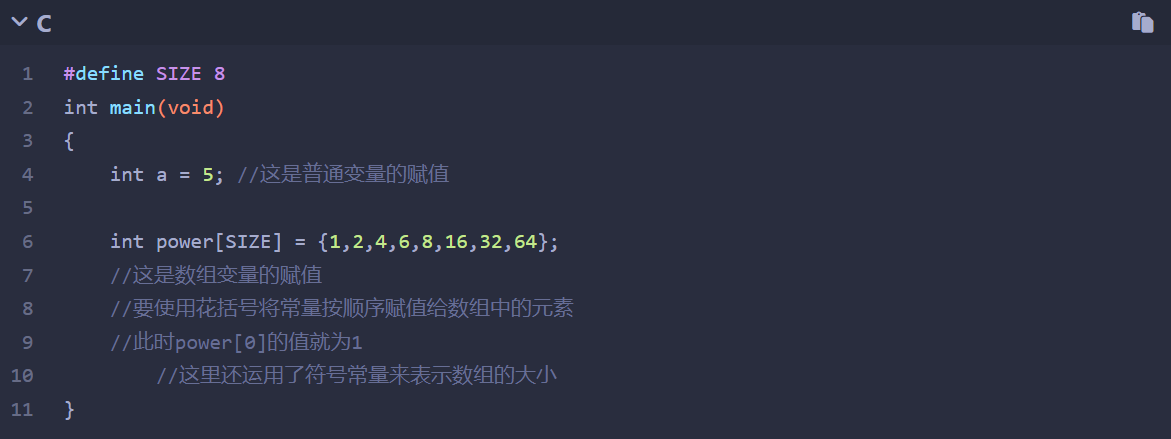 C
1 #define SIZE 8
2 int main(void)
3 {
4     int a = 5; //这是普通变量的赋值
5
6     int power[SIZE] = {1,2,4,6,8,16,32,64};
7     //这是数组变量的赋值
8     //要使用花括号将常量按顺序赋值给数组中的元素
9     //此时power[0]的值就为1
10         //这里还运用了符号常量来表示数组的大小
11 }